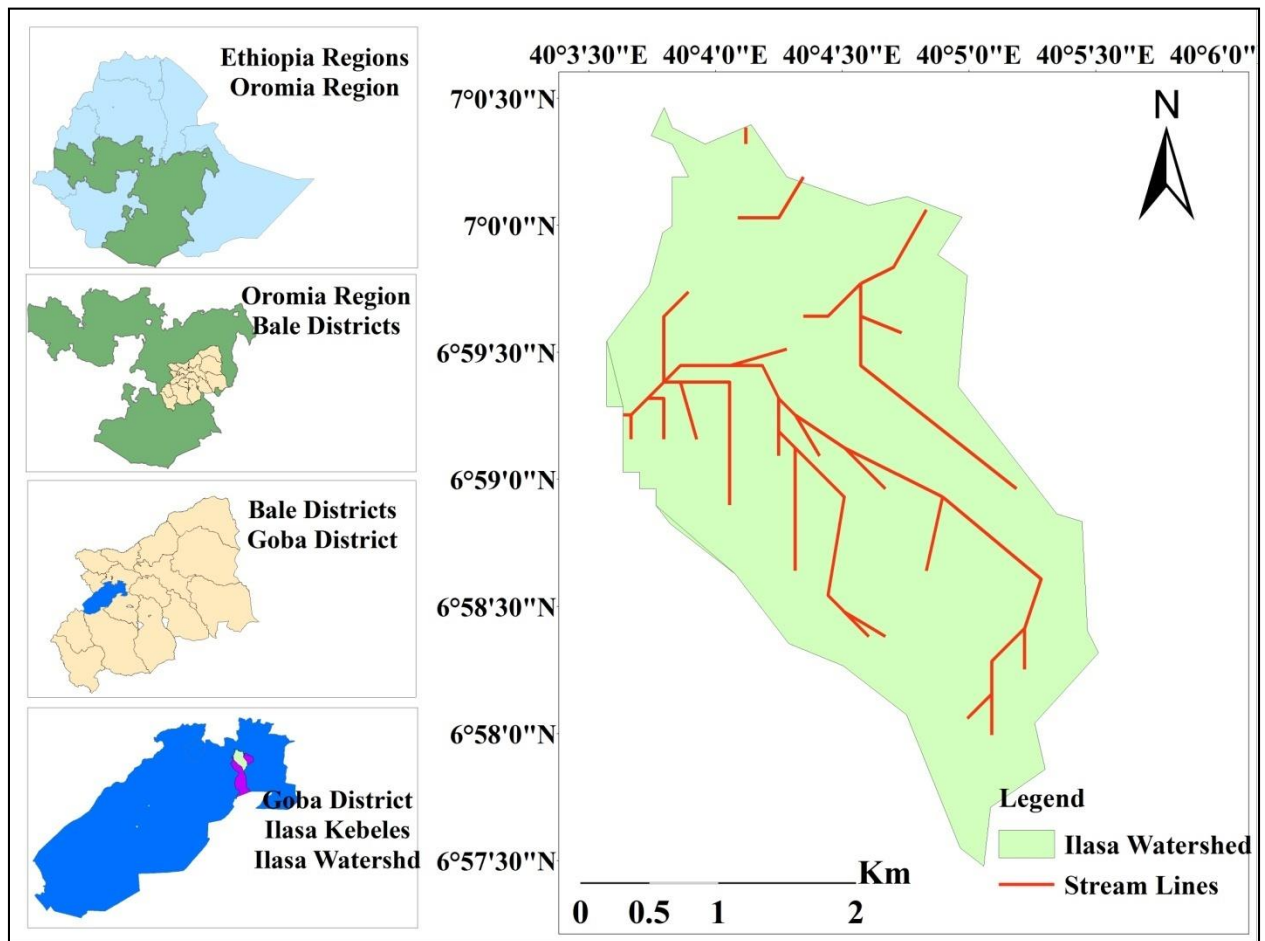 Ethiopia Regions
Oromia Region
Oromia Region
Bale Districts
Bale Districts
Goba District
Goba District
Ilasa Kebeles
Ilasa Watershd
40°3'30"E 40°4'0"E 40°4'30"E 40°5'0"E 40°5'30"E 40°6'0"
7°0'30"N
7°0'0"N
6°59'30"N
6°59'0"N
6°58'30"N
6°58'0"N
6°57'30"N
N
Legend
Ilasa Watershed
Stream Lines
Km
0 0.5 1 2